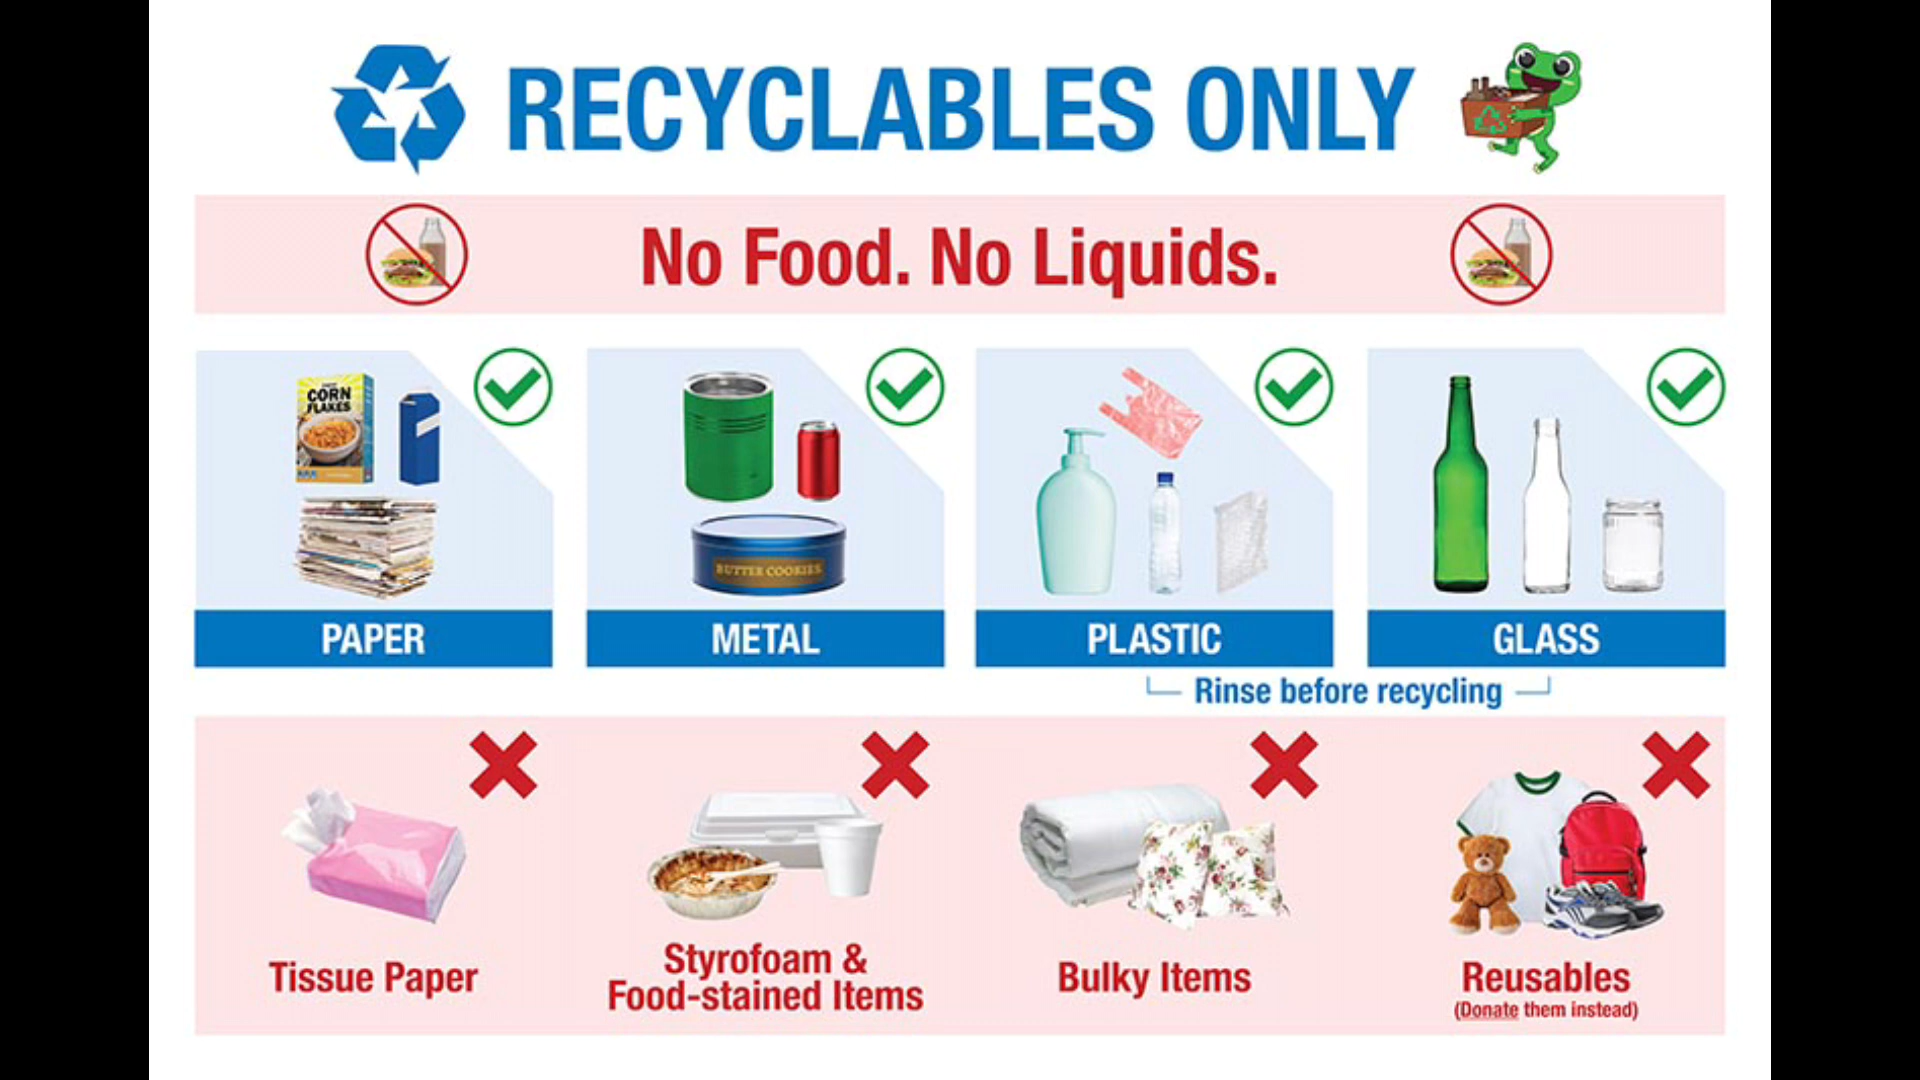 RECYCLABLES ONLY
No Food. No Liquids.
CORN
FLAKES
BUTTER COOKIES
PAPER
METAL
PLASTIC
GLASS
Rinse before recycling
Tissue Paper
Styrofoam &
Food-stained Items
Bulky Items
Reusables
(Donate them instead)